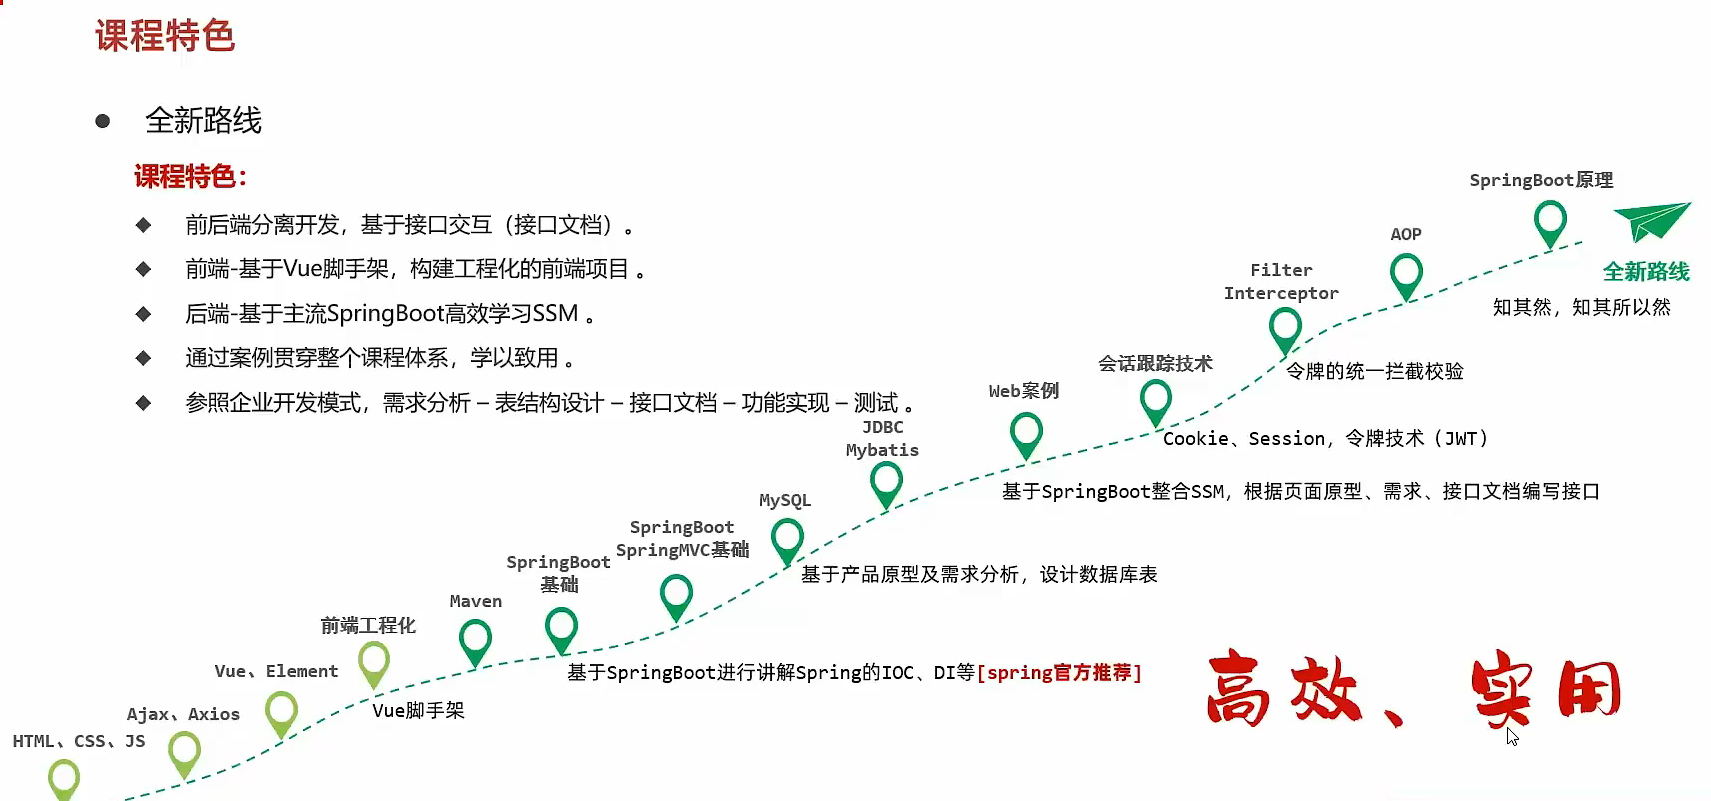 课程特色
全新路线
课程特色：
前后端分离开发，基于接口交互（接口文档）。
前端-基于Vue脚手架，构建工程化的前端项目 。
后端-基于主流SpringBoot高效学习SSM 。
通过案例贯穿整个课程体系，学以致用 。
参照企业开发模式，需求分析 – 表结构设计 – 接口文档 – 功能实现 – 测试 。
SpringBoot原理
全新路线
知其然，知其所以然
AOP
Filter
Interceptor
令牌的统一拦截校验
会话跟踪技术
Cookie、Session，令牌技术（JWT）
Web案例
基于SpringBoot整合SSM，根据页面原型、需求、接口文档编写接口
JDBC
Mybatis
MySQL
基于产品原型及需求分析，设计数据库表
SpringBoot
SpringMVC基础
SpringBoot
基础
基于SpringBoot进行讲解Spring的IOC、DI等[spring官方推荐]
Maven
前端工程化
Vue脚手架
Vue、Element
Ajax、Axios
HTML、CSS、JS
高效、实用